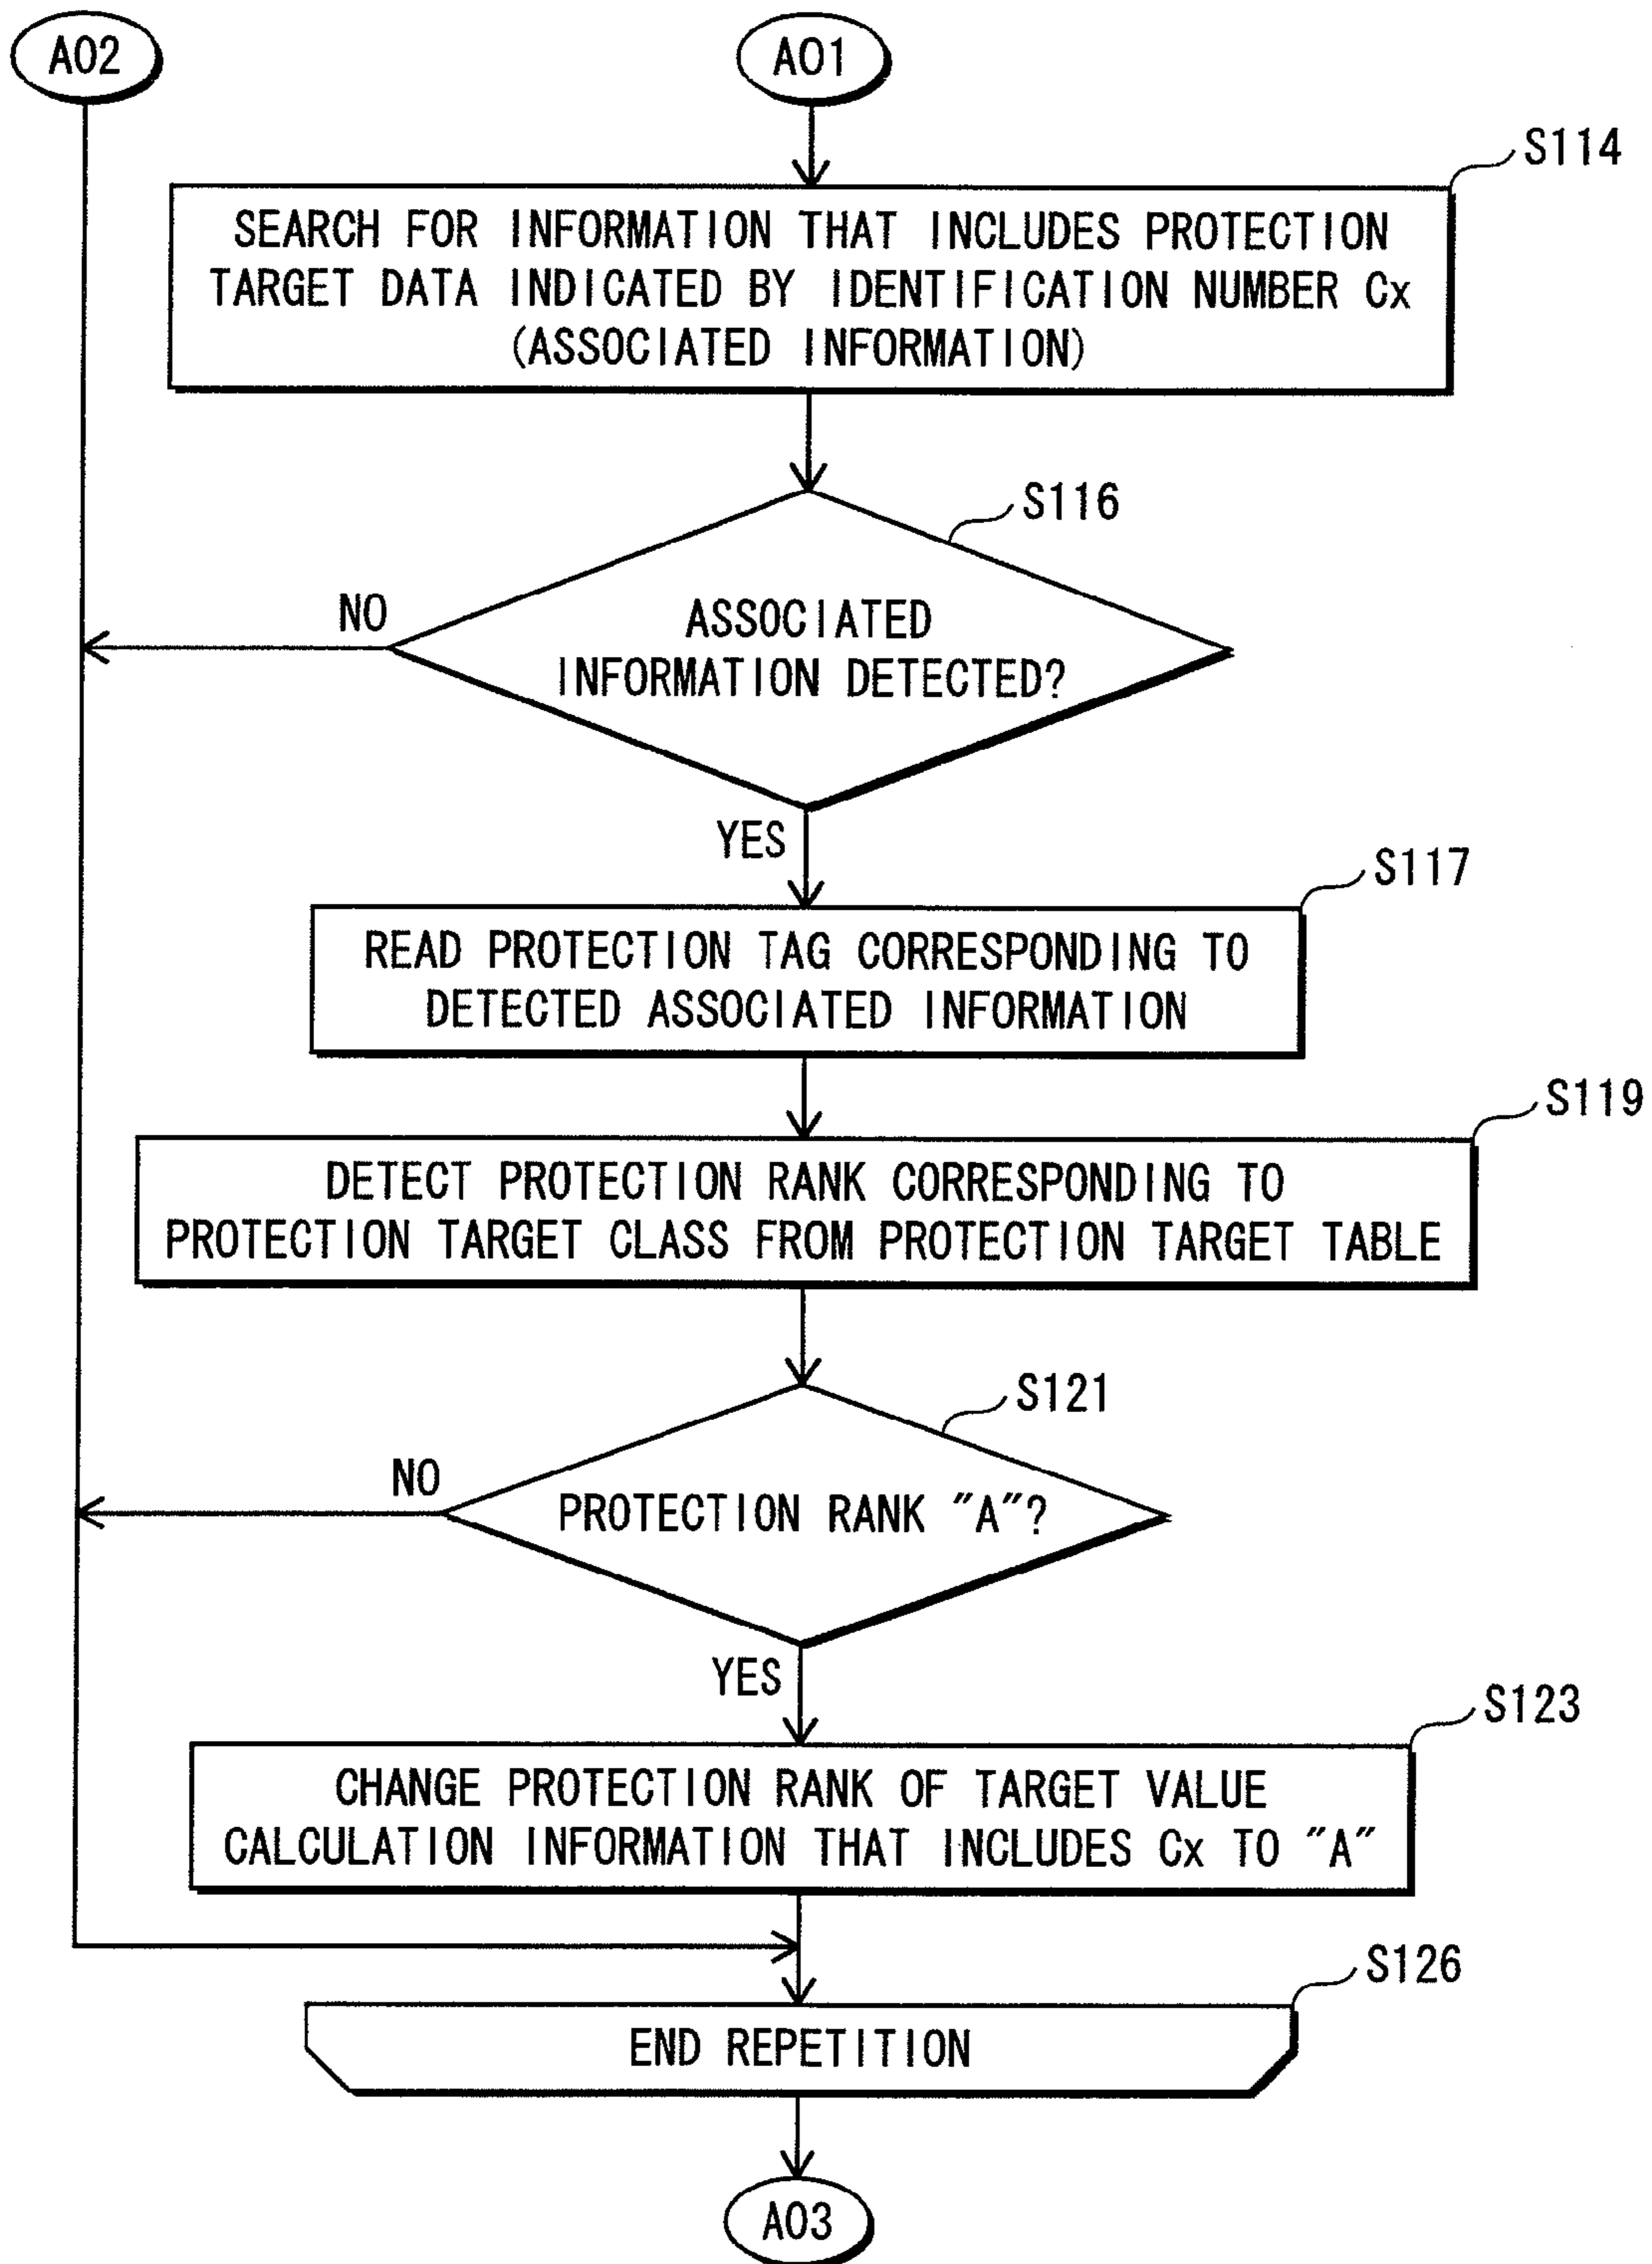 A02
A01
S114
SEARCH FOR INFORMATION THAT INCLUDES PROTECTION
TARGET DATA INDICATED BY IDENTIFICATION NUMBER Cx
(ASSOCIATED INFORMATION)
S116
NO
ASSOCIATED
INFORMATION DETECTED?
YES
S117
READ PROTECTION TAG CORRESPONDING TO
DETECTED ASSOCIATED INFORMATION
S119
DETECT PROTECTION RANK CORRESPONDING TO
PROTECTION TARGET CLASS FROM PROTECTION TARGET TABLE
S121
NO
PROTECTION RANK "A"?
YES
S123
CHANGE PROTECTION RANK OF TARGET VALUE
CALCULATION INFORMATION THAT INCLUDES Cx TO "A"
S126
END REPETITION
A03